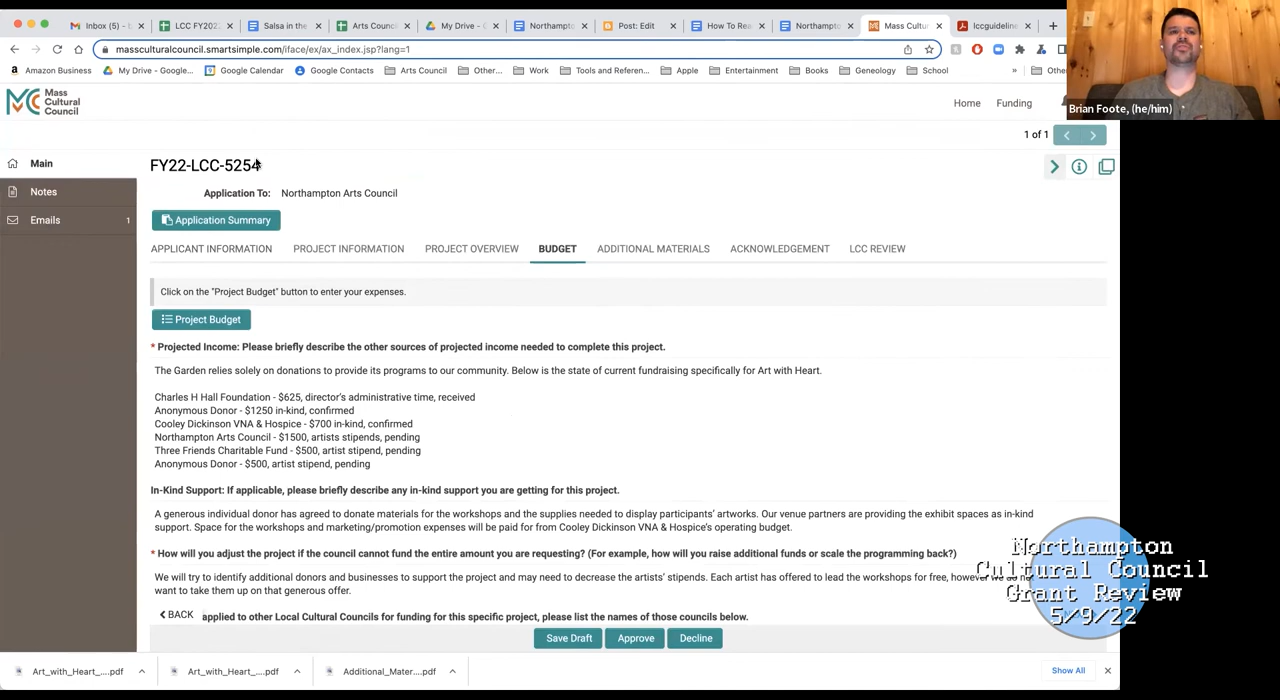 Inbox (5) -
LCC FY202
Salsa in the
Arts Counc
My Drive - G
Northampto
Post: Edit
How To Rea
Northampto
Mass Cultur
lccguideline
massculturalcouncil.smartsimple.com/iface/ex/ax_index.jsp?lang=1
Amazon Business
My Drive - Google...
Google Calendar
Google Contacts
Arts Council
Other...
Work
Tools and Referen...
Apple
Entertainment
Books
Geneology
School
»
Othe
Brian Foote, (he/him)
Mass
Cultural
Council
Home
Funding
1 of 1
Main
Notes
Emails
1
FY22-LCC-5254
Application To: Northampton Arts Council
Application Summary
APPLICANT INFORMATION
PROJECT INFORMATION
PROJECT OVERVIEW
BUDGET
ADDITIONAL MATERIALS
ACKNOWLEDGEMENT
LCC REVIEW
Click on the "Project Budget" button to enter your expenses.
Project Budget
* Projected Income: Please briefly describe the other sources of projected income needed to complete this project.
The Garden relies solely on donations to provide its programs to our community. Below is the state of current fundraising specifically for Art with Heart.
Charles H Hall Foundation - $625, director's administrative time, received
Anonymous Donor - $1250 in-kind, confirmed
Cooley Dickinson VNA & Hospice - $700 in-kind, confirmed
Northampton Arts Council - $1500, artists stipends, pending
Three Friends Charitable Fund - $500, artist stipend, pending
Anonymous Donor - $500, artist stipend, pending
In-Kind Support: If applicable, please briefly describe any in-kind support you are getting for this project.
A generous individual donor has agreed to donate materials for the workshops and the supplies needed to display participants' artworks. Our venue partners are providing the exhibit spaces as in-kind
support. Space for the workshops and marketing/promotion expenses will be paid for from Cooley Dickinson VNA & Hospice's operating budget.
* How will you adjust the project if the council cannot fund the entire amount you are requesting? (For example, how will you raise additional funds or scale the programming back?)
We will try to identify additional donors and businesses to support the project and may need to decrease the artists' stipends. Each artist has offered to lead the workshops for free, however we do
want to take them up on that generous offer.
BACK
applied to other Local Cultural Councils for funding for this specific project, please list the names of those councils below.
Save Draft
Approve
Decline
Northampton
Cultural Council
Grant Review
5/9/22
Art_with_Heart_....pdf
Art_with_Heart_....pdf
Additional_Mater....pdf
Show All